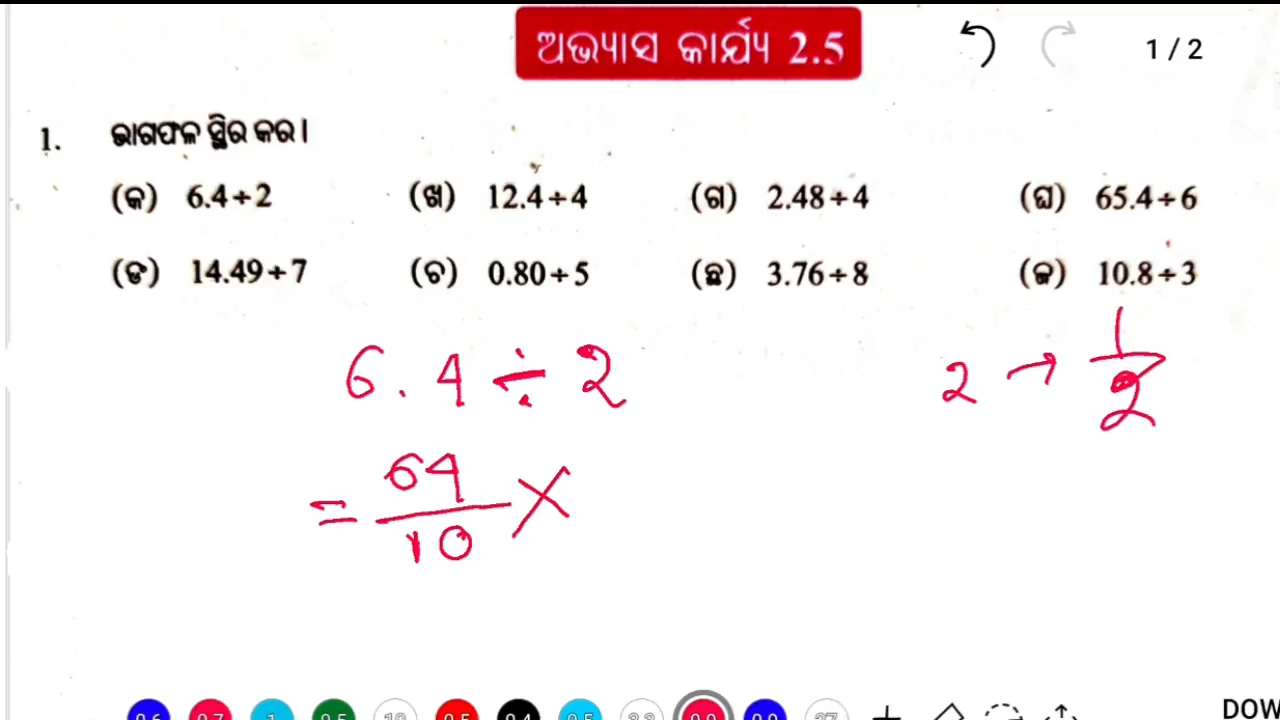 ଅଭ୍ୟାସ କାର୍ଯ୍ୟ 2.5
1 / 2
1. ଭାଗଫଳ ସ୍ଥିର କର।
(କ) 6.4÷2 (ଖ) 12.4÷4 (ଗ) 2.48÷4 (ଘ) 65.4÷6
(ଙ) 14.49÷7 (ଚ) 0.80÷5 (ଛ) 3.76÷8 (ଜ) 10.8÷3
6.4 ÷ 2 2 → 1/2
= 64/10 ×
DOW